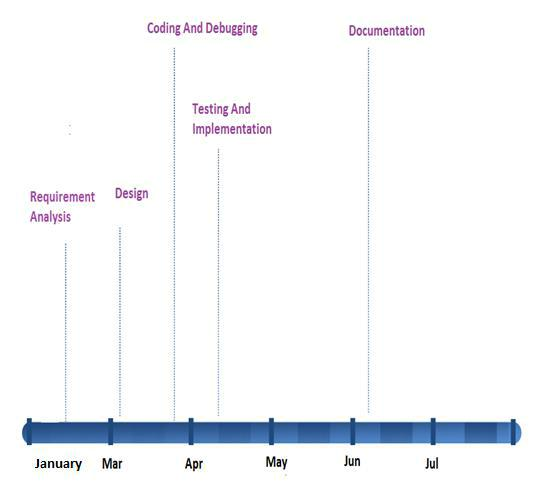 Coding And Debugging
Documentation
Testing And
Implementation
Requirement
Analysis
Design
January
Mar
Apr
May
Jun
Jul